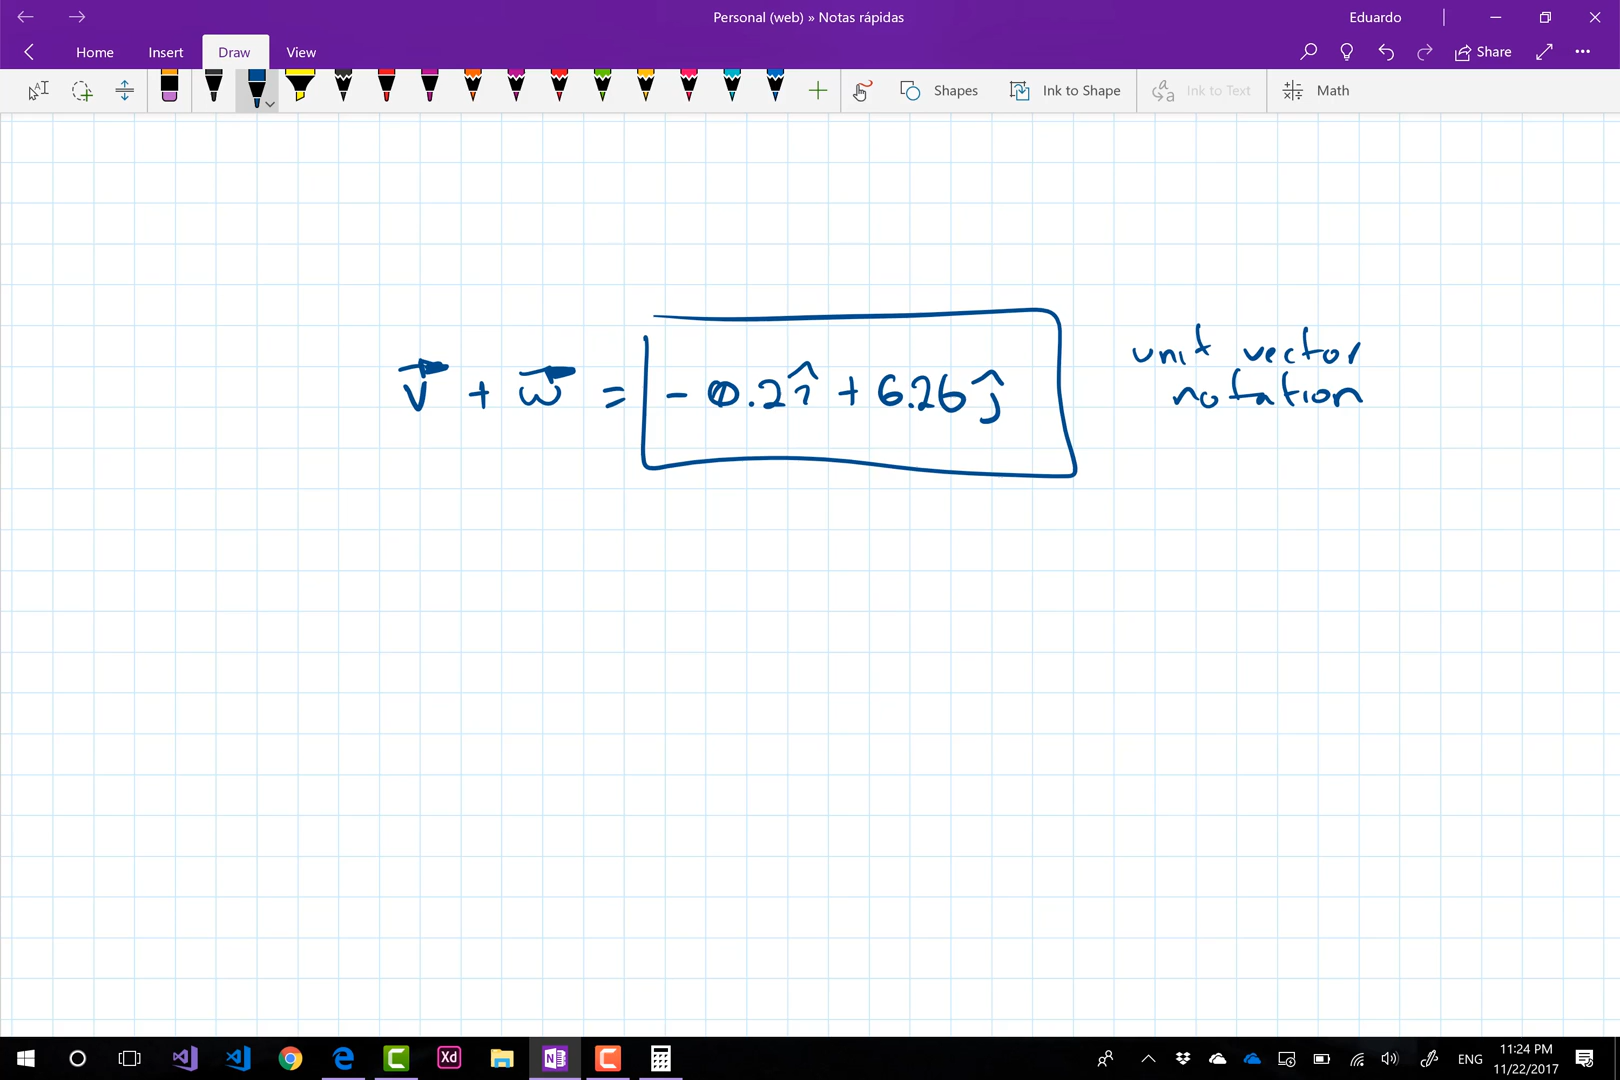 Personal (web) » Notas rápidas
Eduardo
Home Insert Draw View
Share
Shapes Ink to Shape Ink to Text Math
v⃗ + w⃗ = - 0.2î + 6.26ĵ
unit vector
notation
Xd
N
ENG
11:24 PM
11/22/2017